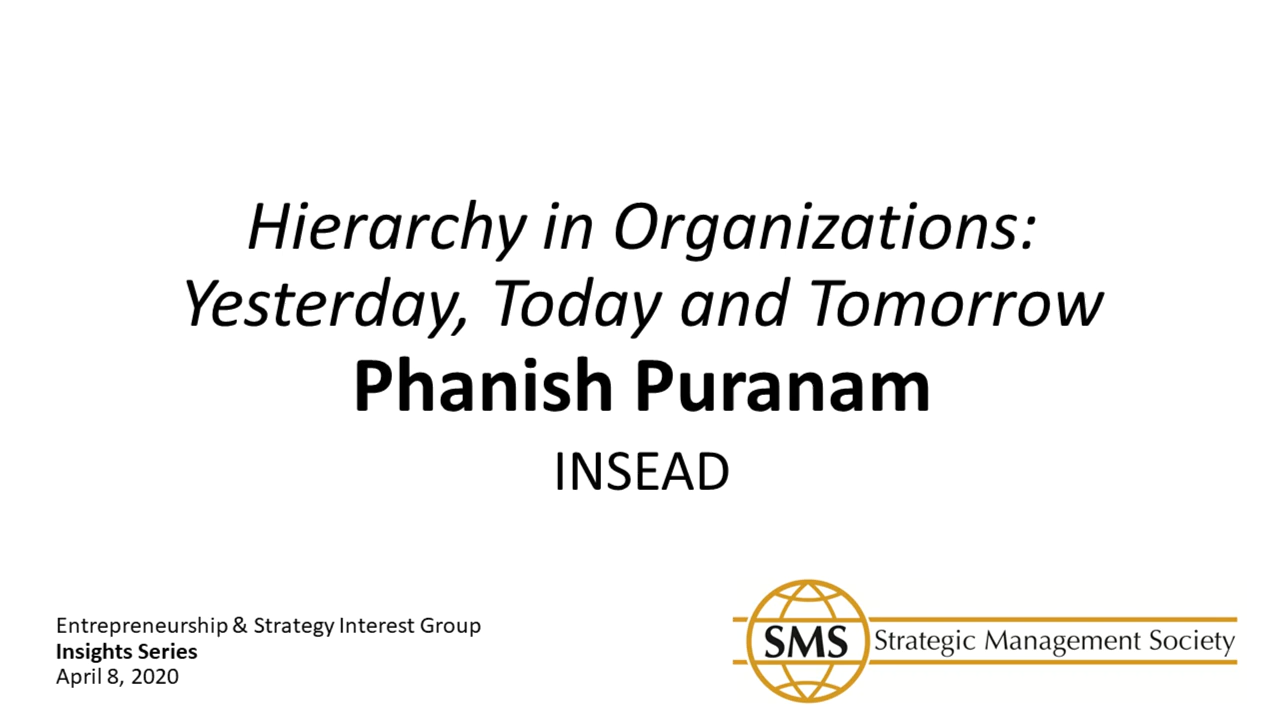 Hierarchy in Organizations:
Yesterday, Today and Tomorrow
Phanish Puranam
INSEAD
Entrepreneurship & Strategy Interest Group
Insights Series
April 8, 2020
SMS Strategic Management Society